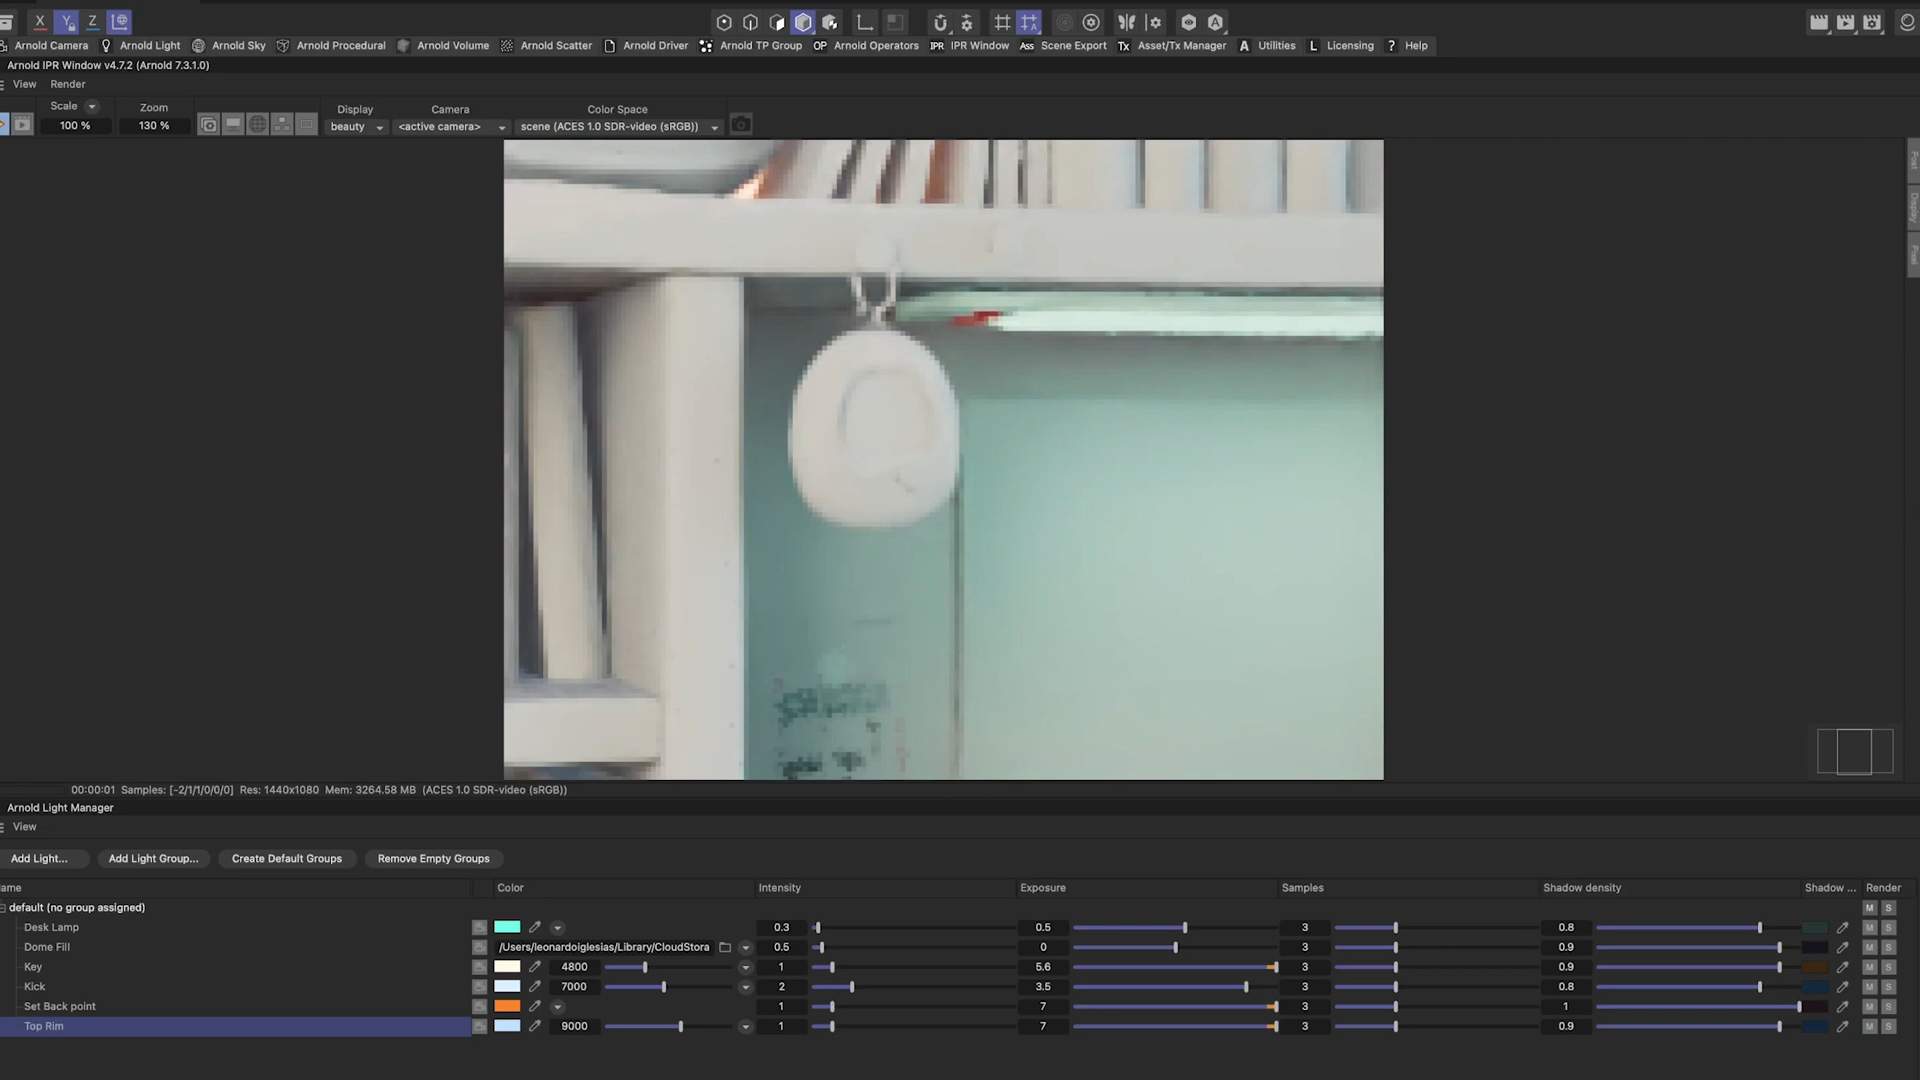 X Y Z
Arnold Camera Arnold Light Arnold Sky Arnold Procedural Arnold Volume Arnold Scatter Arnold Driver Arnold TP Group OP Arnold Operators IPR IPR Window Ass Scene Export Tx Asset/Tx Manager A Utilities L Licensing ? Help
Arnold IPR Window v4.7.2 (Arnold 7.3.1.0)
View Render
Scale Zoom Display Camera Color Space
100 % 130 % beauty <active camera> scene (ACES 1.0 SDR-video (sRGB))
Post
Display
Pixel
00:00:01 Samples: [-2/1/1/0/0/0] Res: 1440x1080 Mem: 3264.58 MB (ACES 1.0 SDR-video (sRGB))
Arnold Light Manager
View
Add Light... Add Light Group... Create Default Groups Remove Empty Groups
ame Color Intensity Exposure Samples Shadow density Shadow ... Render
default (no group assigned) M S
Desk Lamp 0.3 0.5 3 0.8 M S
Dome Fill /Users/leonardoiglesias/Library/CloudStora 0.5 0 3 0.9 M S
Key 4800 1 5.6 3 0.9 M S
Kick 7000 2 3.5 3 0.8 M S
Set Back point 1 7 3 1 M S
Top Rim 9000 1 7 3 0.9 M S